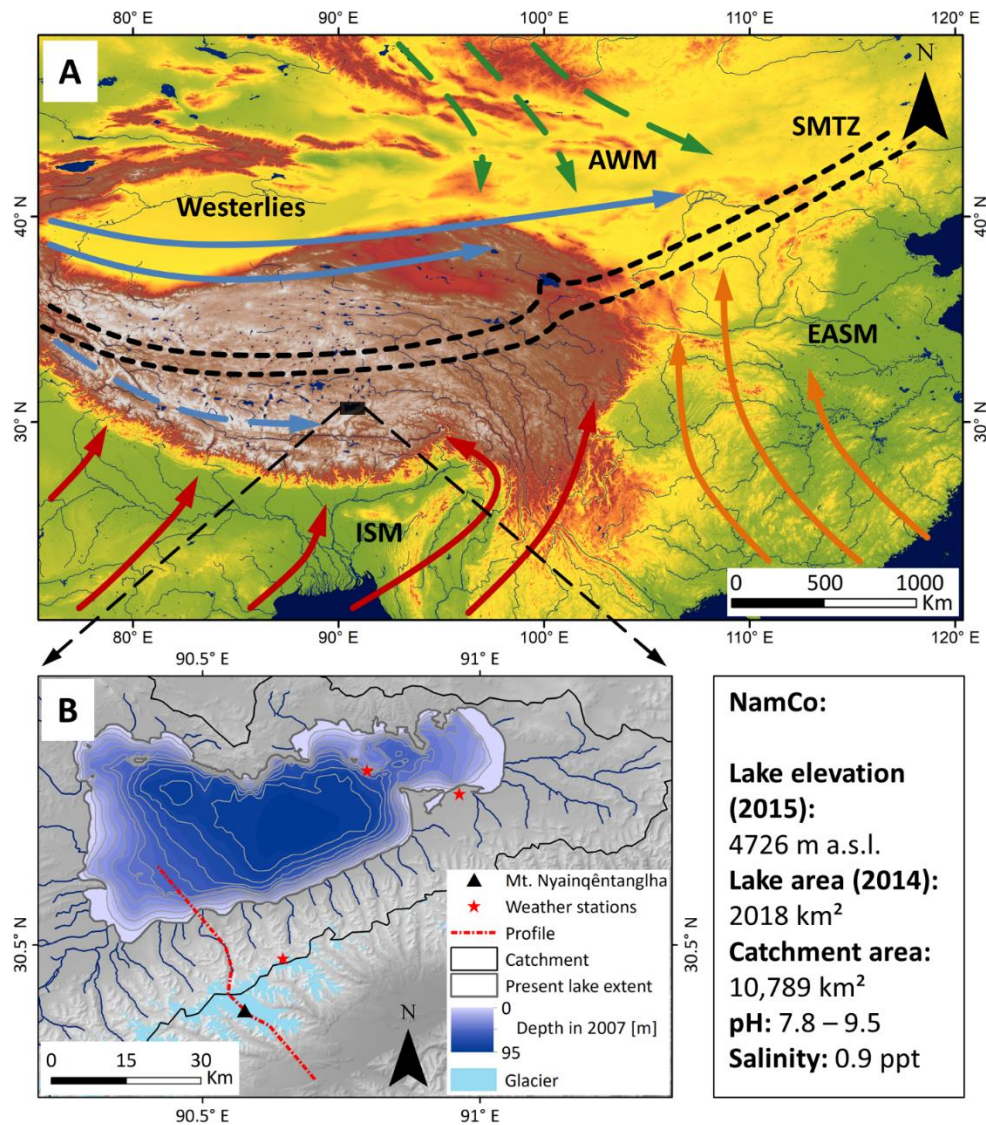 80° E 90° E 100° E 110° E 120° E
A
N
SMTZ
AWM
Westerlies
40° N
40° N
EASM
30° N
30° N
ISM
0 500 1000
Km
80° E 90° E 100° E 110° E 120° E
90.5° E 91° E
B
30.5° N
30.5° N
Mt. Nyainqêntanglha
Weather stations
Profile
Catchment
Present lake extent
0
Depth in 2007 [m]
95
Glacier
N
0 15 30
Km
90.5° E 91° E
NamCo:
Lake elevation
(2015):
4726 m a.s.l.
Lake area (2014):
2018 km²
Catchment area:
10,789 km²
pH: 7.8 – 9.5
Salinity: 0.9 ppt